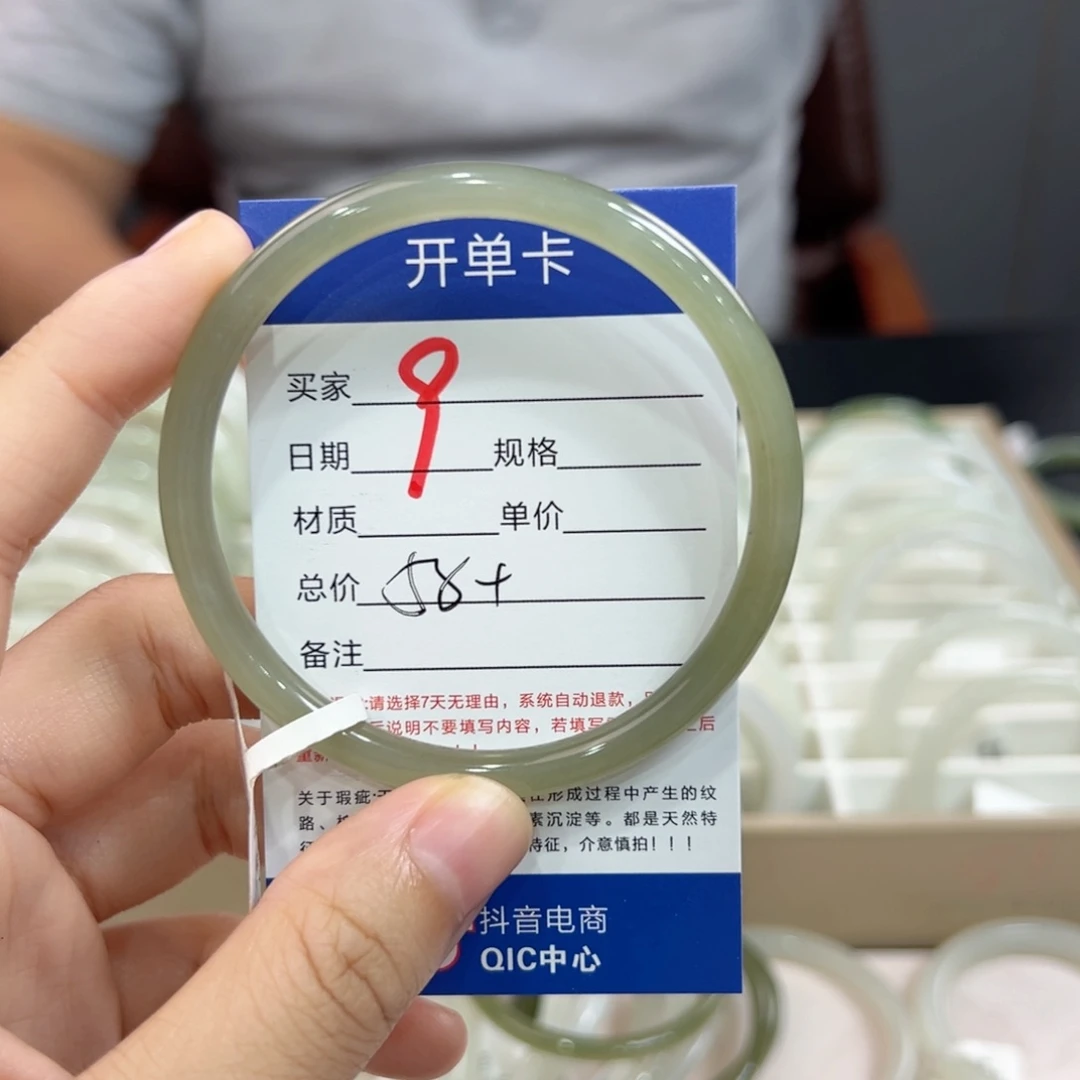 开单卡
买家 9
日期 规格
材质 单价
总价 58+
备注
请选择7天无理由，系统自动退款，
说明不要填写内容，若填写 后
关于瑕疵: 形成过程中产生的纹
路、 素沉淀等。都是天然特
征 特征，介意慎拍！！！
抖音电商
QIC中心